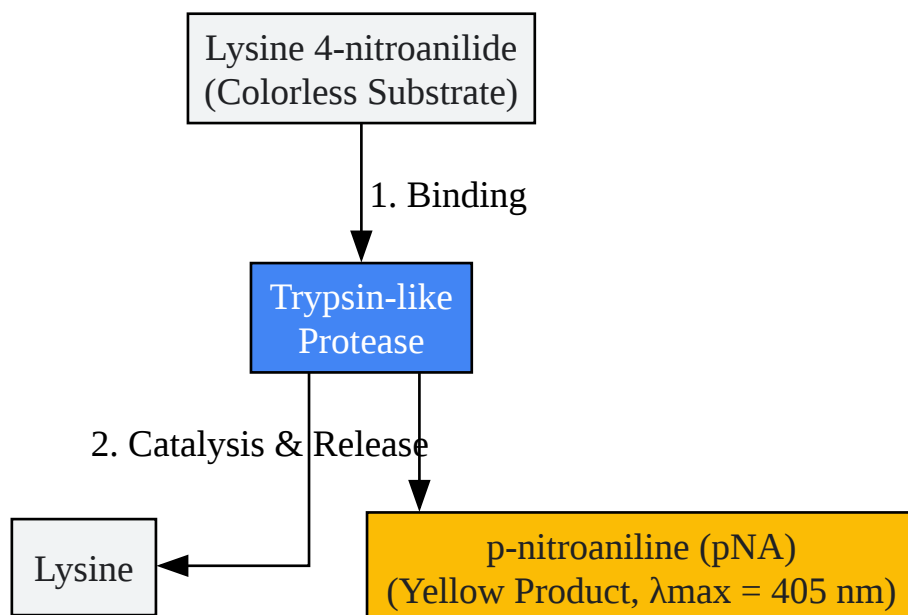 Lysine 4-nitroanilide
(Colorless Substrate)
1. Binding
Trypsin-like
Protease
2. Catalysis & Release
Lysine
p-nitroaniline (pNA)
(Yellow Product, λmax = 405 nm)